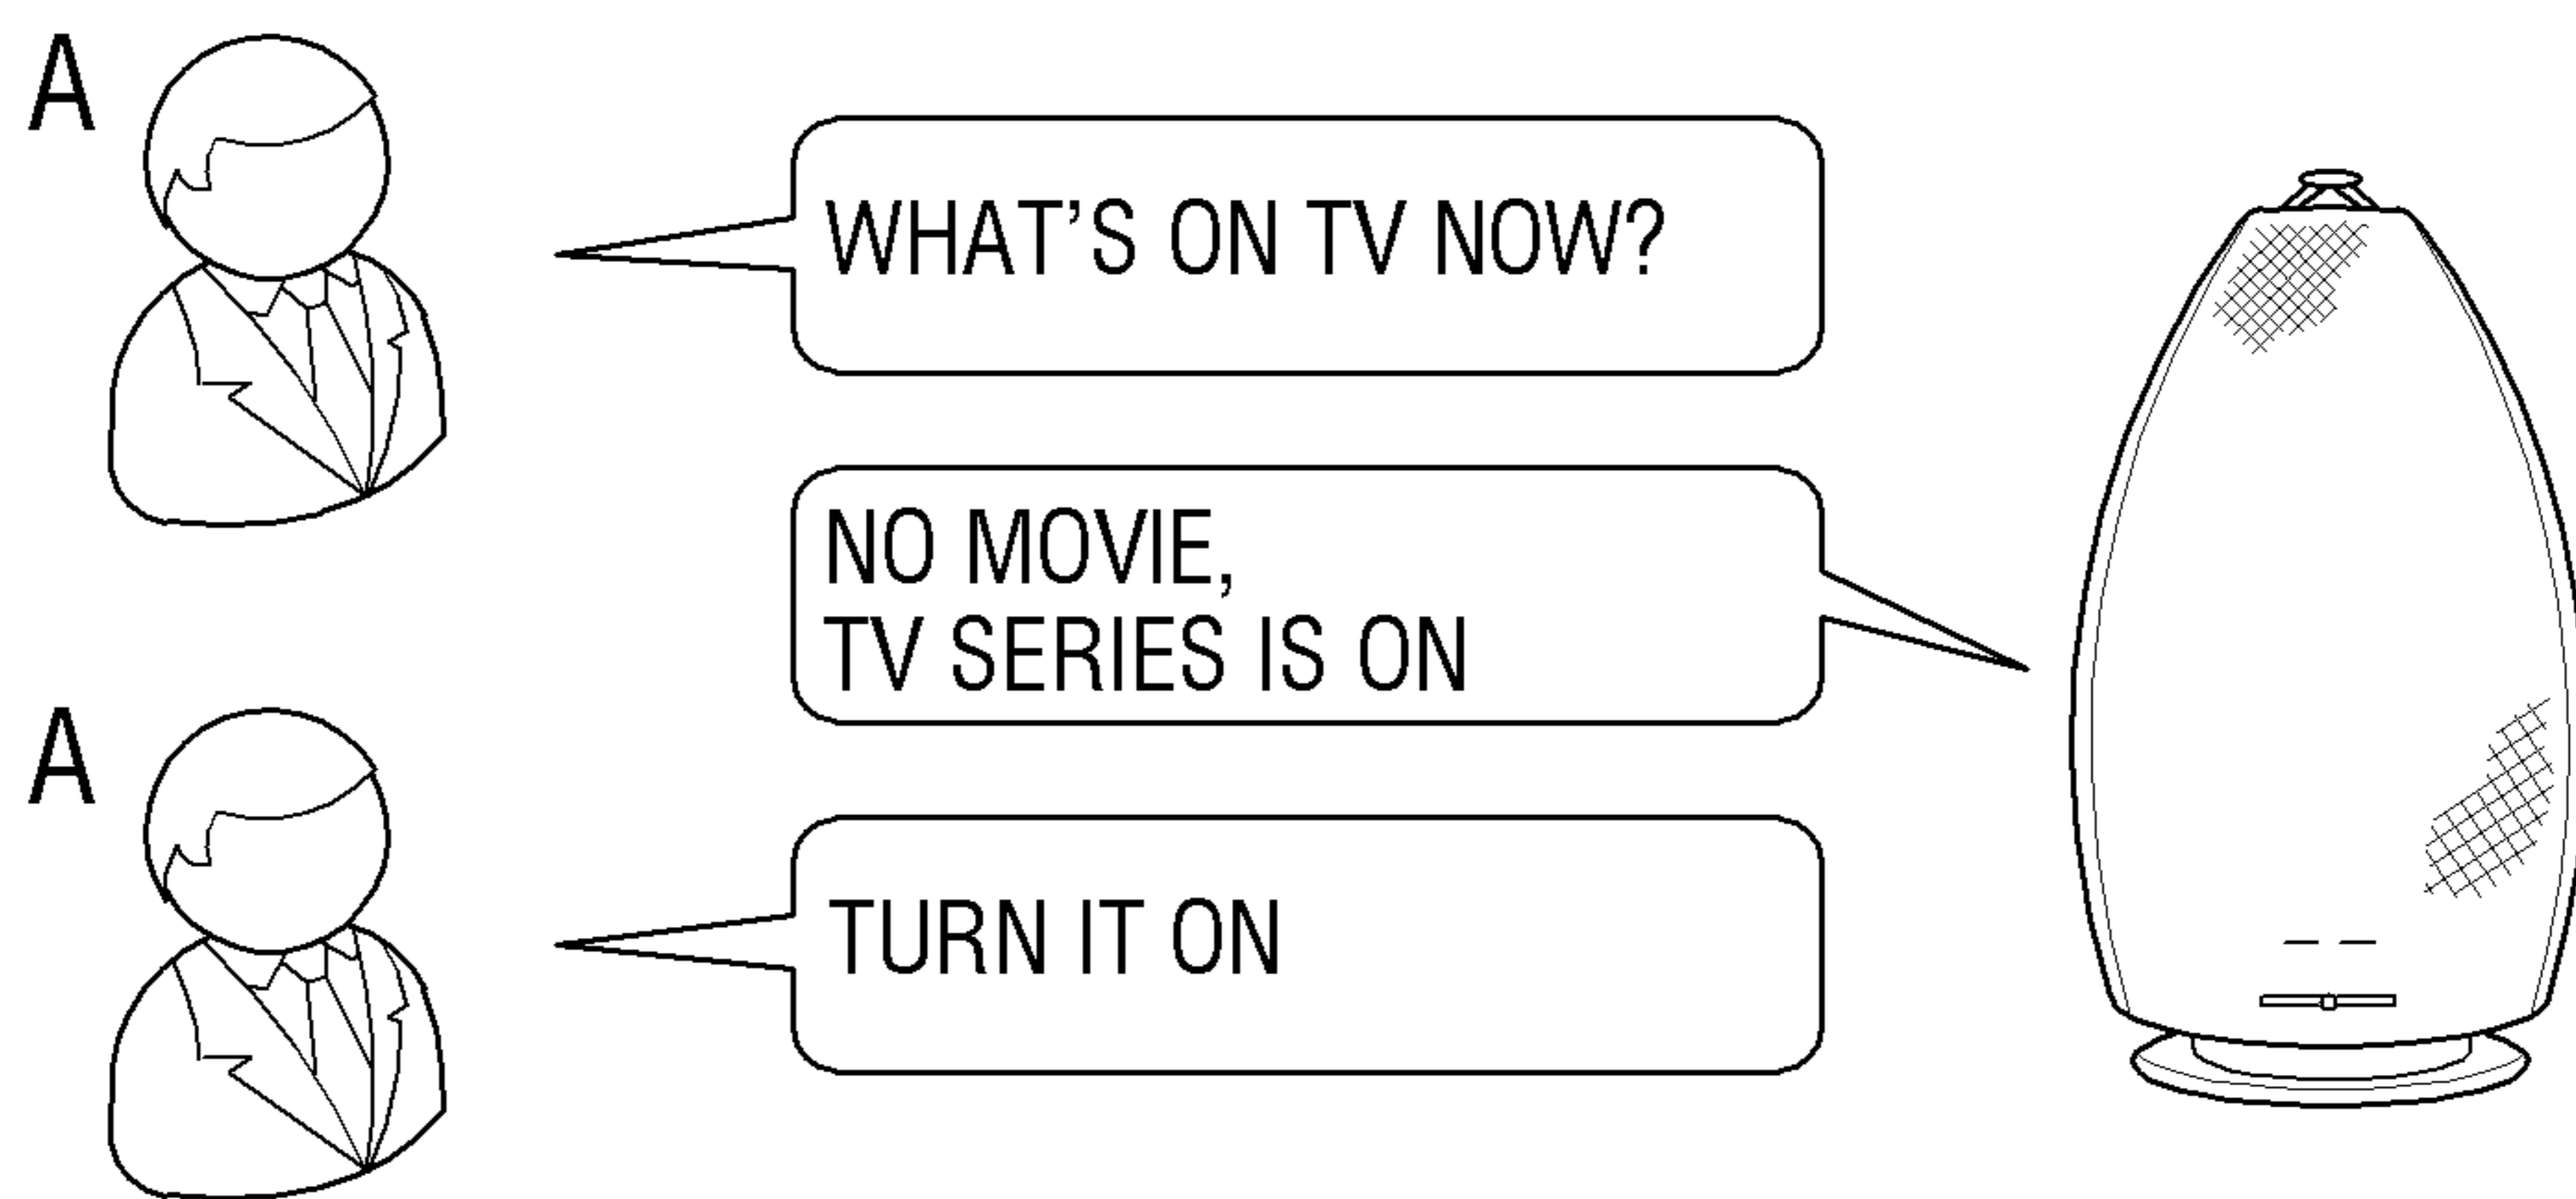 A
WHAT'S ON TV NOW?
NO MOVIE,
TV SERIES IS ON
A
TURN IT ON